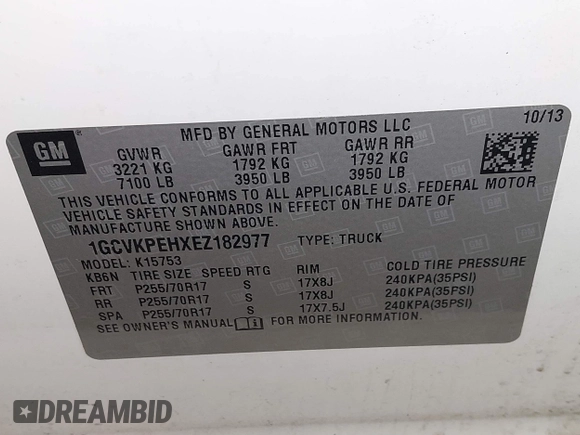 10/13
GM
MFD BY GENERAL MOTORS LLC
GVWR GAWR FRT GAWR RR
3221 KG 1792 KG 1792 KG
7100 LB 3950 LB 3950 LB
THIS VEHICLE CONFORMS TO ALL APPLICABLE U.S. FEDERAL MOTOR
VEHICLE SAFETY STANDARDS IN EFFECT ON THE DATE OF
MANUFACTURE SHOWN ABOVE.
1GCVKPEHXEZ182977 TYPE: TRUCK
MODEL: K15753
KB6N TIRE SIZE SPEED RTG RIM COLD TIRE PRESSURE
FRT P255/70R17 S 17X8J 240KPA(35PSI)
RR P255/70R17 S 17X8J 240KPA(35PSI)
SPA P255/70R17 S 17X7.5J 240KPA(35PSI)
SEE OWNER'S MANUAL FOR MORE INFORMATION.
DREAMBID